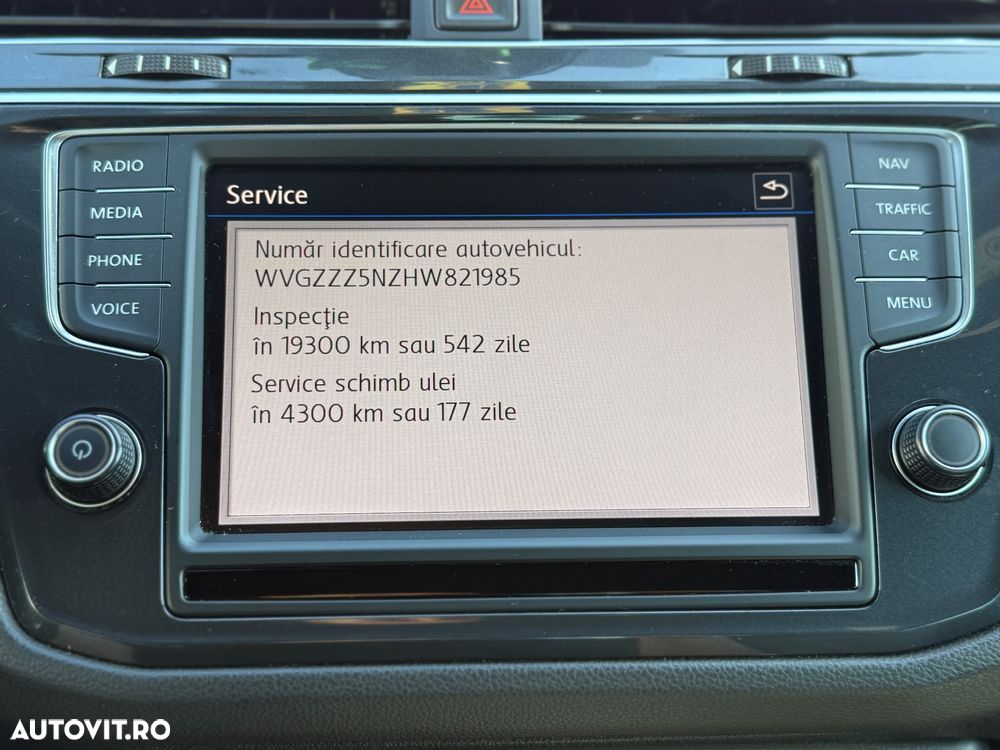 RADIO
MEDIA
PHONE
VOICE
NAV
TRAFFIC
CAR
MENU
Service
Număr identificare autovehicul:
WVGZZZ5NZHW821985
Inspecţie
în 19300 km sau 542 zile
Service schimb ulei
în 4300 km sau 177 zile
AUTOVIT.RO